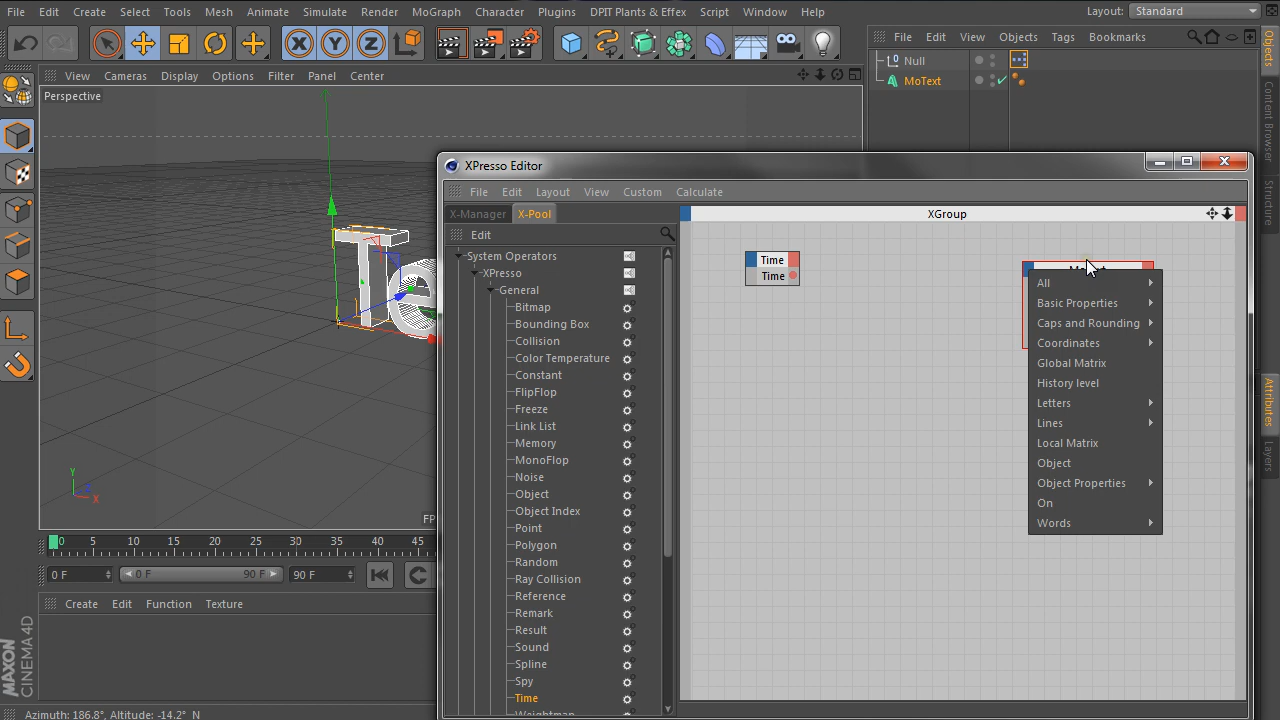 File Edit Create Select Tools Mesh Animate Simulate Render MoGraph Character Plugins DPIT Plants & Effex Script Window Help Layout: Standard
X Y Z
File Edit View Objects Tags Bookmarks
Null
MoText
View Cameras Display Options Filter Panel Center
Perspective
Te
Y
Z
X
FP
0 5 10 15 20 25 30 35 40 45
0 F 0 F 90 F 90 F
Create Edit Function Texture
MAXON
CINEMA 4D
Azimuth: 186.8°, Altitude: -14.2° N
XPresso Editor
File Edit Layout View Custom Calculate
X-Manager X-Pool
Edit
System Operators
XPresso
General
Bitmap
Bounding Box
Collision
Color Temperature
Constant
FlipFlop
Freeze
Link List
Memory
MonoFlop
Noise
Object
Object Index
Point
Polygon
Random
Ray Collision
Reference
Remark
Result
Sound
Spline
Spy
Time
Weightmap
XGroup
Time
Time
All
Basic Properties
Caps and Rounding
Coordinates
Global Matrix
History level
Letters
Lines
Local Matrix
Object
Object Properties
On
Words
Objects
Content Browser
Structure
Attributes
Layers